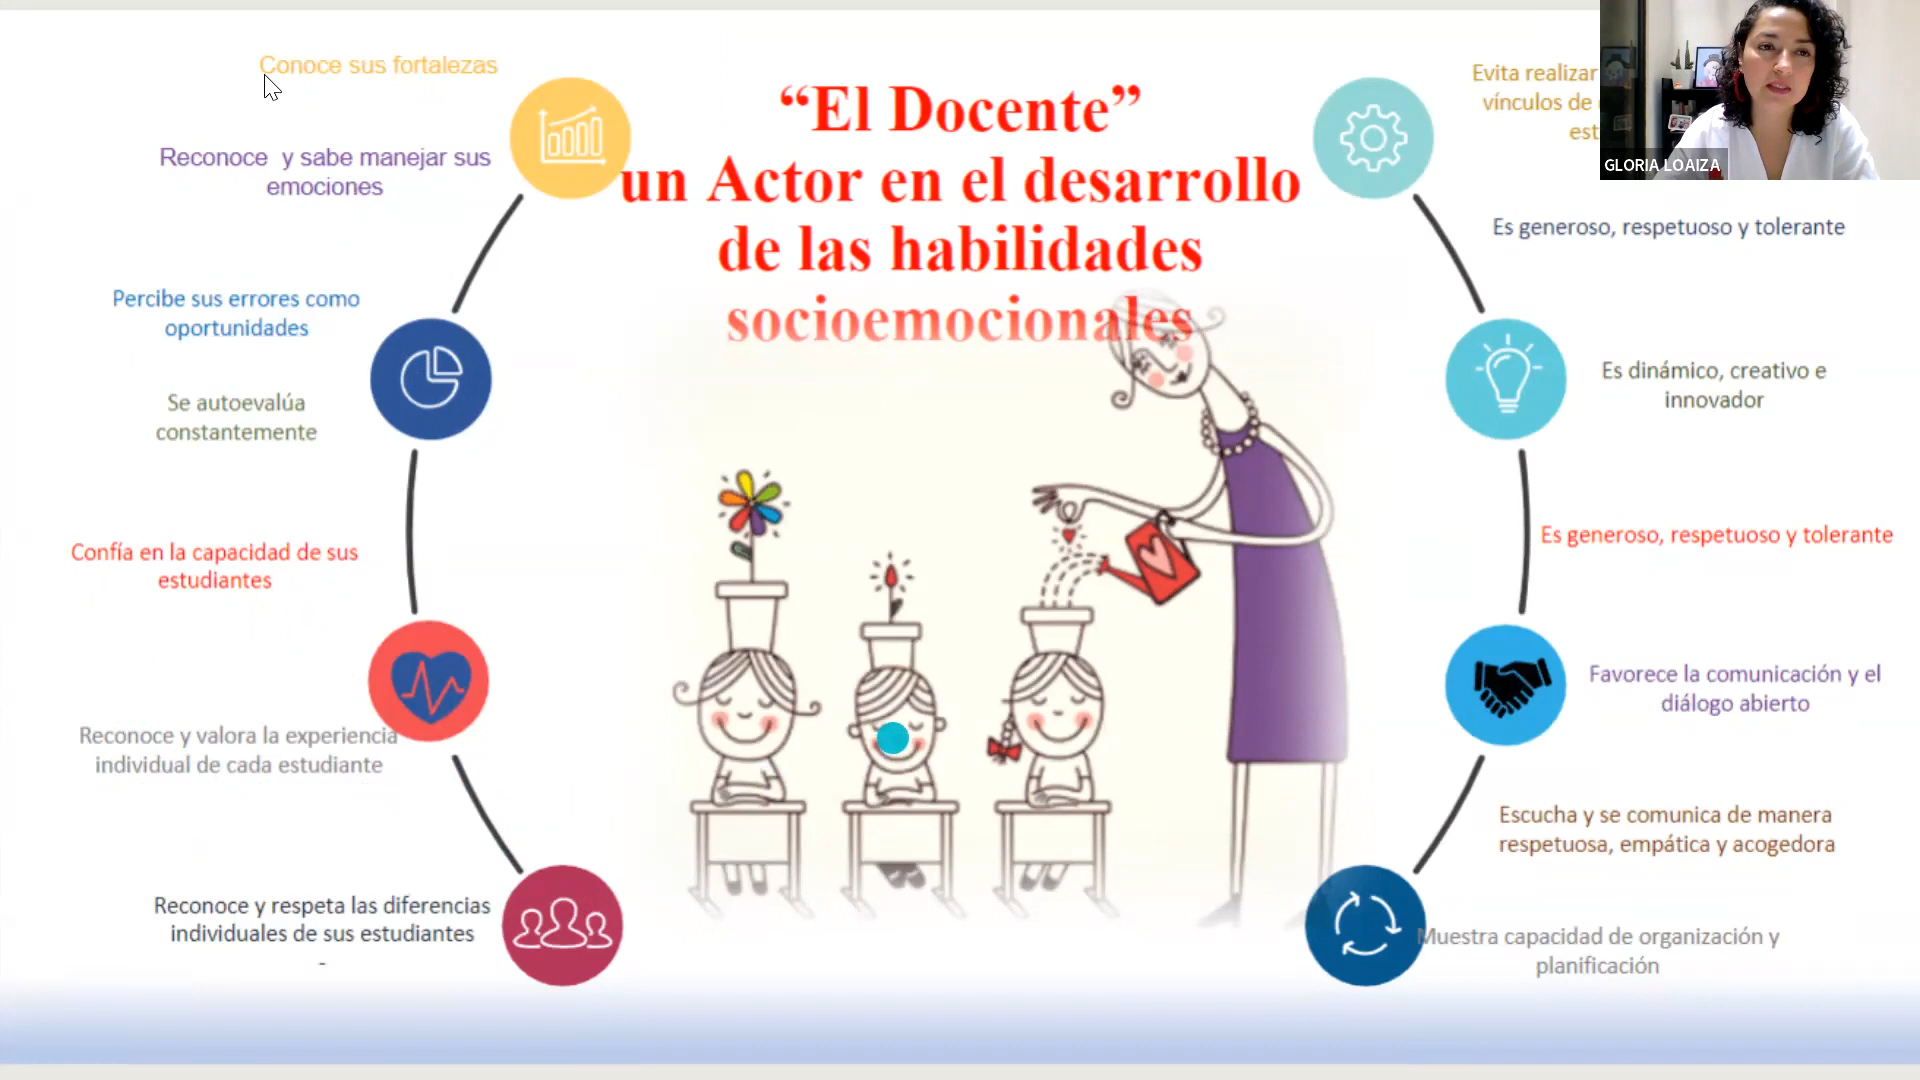 “El Docente”
un Actor en el desarrollo
de las habilidades
socioemocionales
Conoce sus fortalezas
Reconoce y sabe manejar sus
emociones
Percibe sus errores como
oportunidades
Se autoevalúa
constantemente
Confía en la capacidad de sus
estudiantes
Reconoce y valora la experiencia
individual de cada estudiante
Reconoce y respeta las diferencias
individuales de sus estudiantes
-
Evita realizar
vínculos de
GLORIA LOAIZA
Es generoso, respetuoso y tolerante
Es dinámico, creativo e
innovador
Es generoso, respetuoso y tolerante
Favorece la comunicación y el
diálogo abierto
Escucha y se comunica de manera
respetuosa, empática y acogedora
Muestra capacidad de organización y
planificación